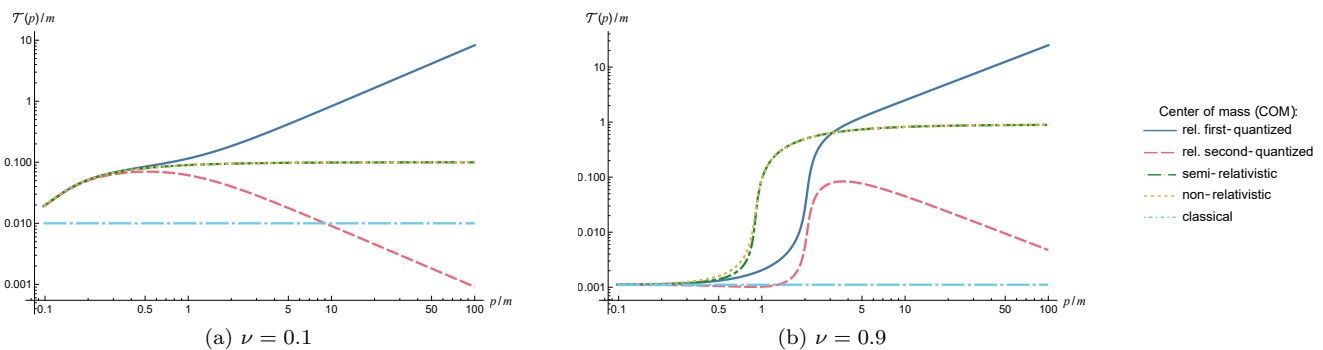 𝒯(p)/m
10
1
0.100
0.010
0.001
0.1 0.5 1 5 10 50 100
p/m
(a) ν = 0.1
𝒯(p)/m
10
1
0.100
0.010
0.001
0.1 0.5 1 5 10 50 100
p/m
(b) ν = 0.9
Center of mass (COM):
rel. first-quantized
rel. second-quantized
semi-relativistic
non-relativistic
classical